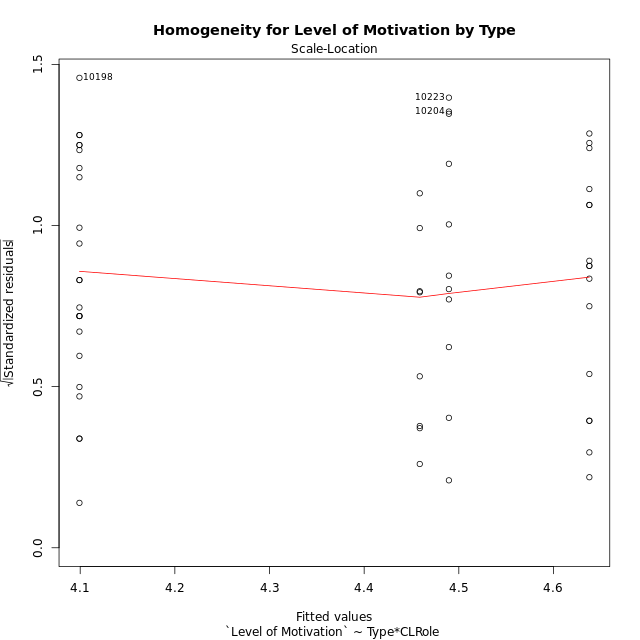 Homogeneity for Level of Motivation by Type
Scale-Location
1.5
1.0
0.5
0.0
√|Standardized residuals|
10198
10223
10204
4.1 4.2 4.3 4.4 4.5 4.6
Fitted values
`Level of Motivation` ~ Type*CLRole